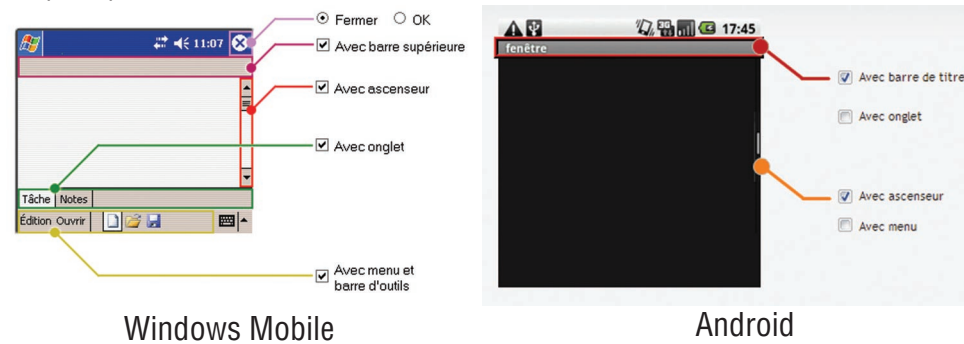 Fermer OK
11:07
Avec barre supérieure
Avec ascenseur
Avec onglet
Tâche Notes
Édition Ouvrir
Avec menu et
barre d'outils
Windows Mobile
3G 17:45
fenêtre
Avec barre de titre
Avec onglet
Avec ascenseur
Avec menu
Android